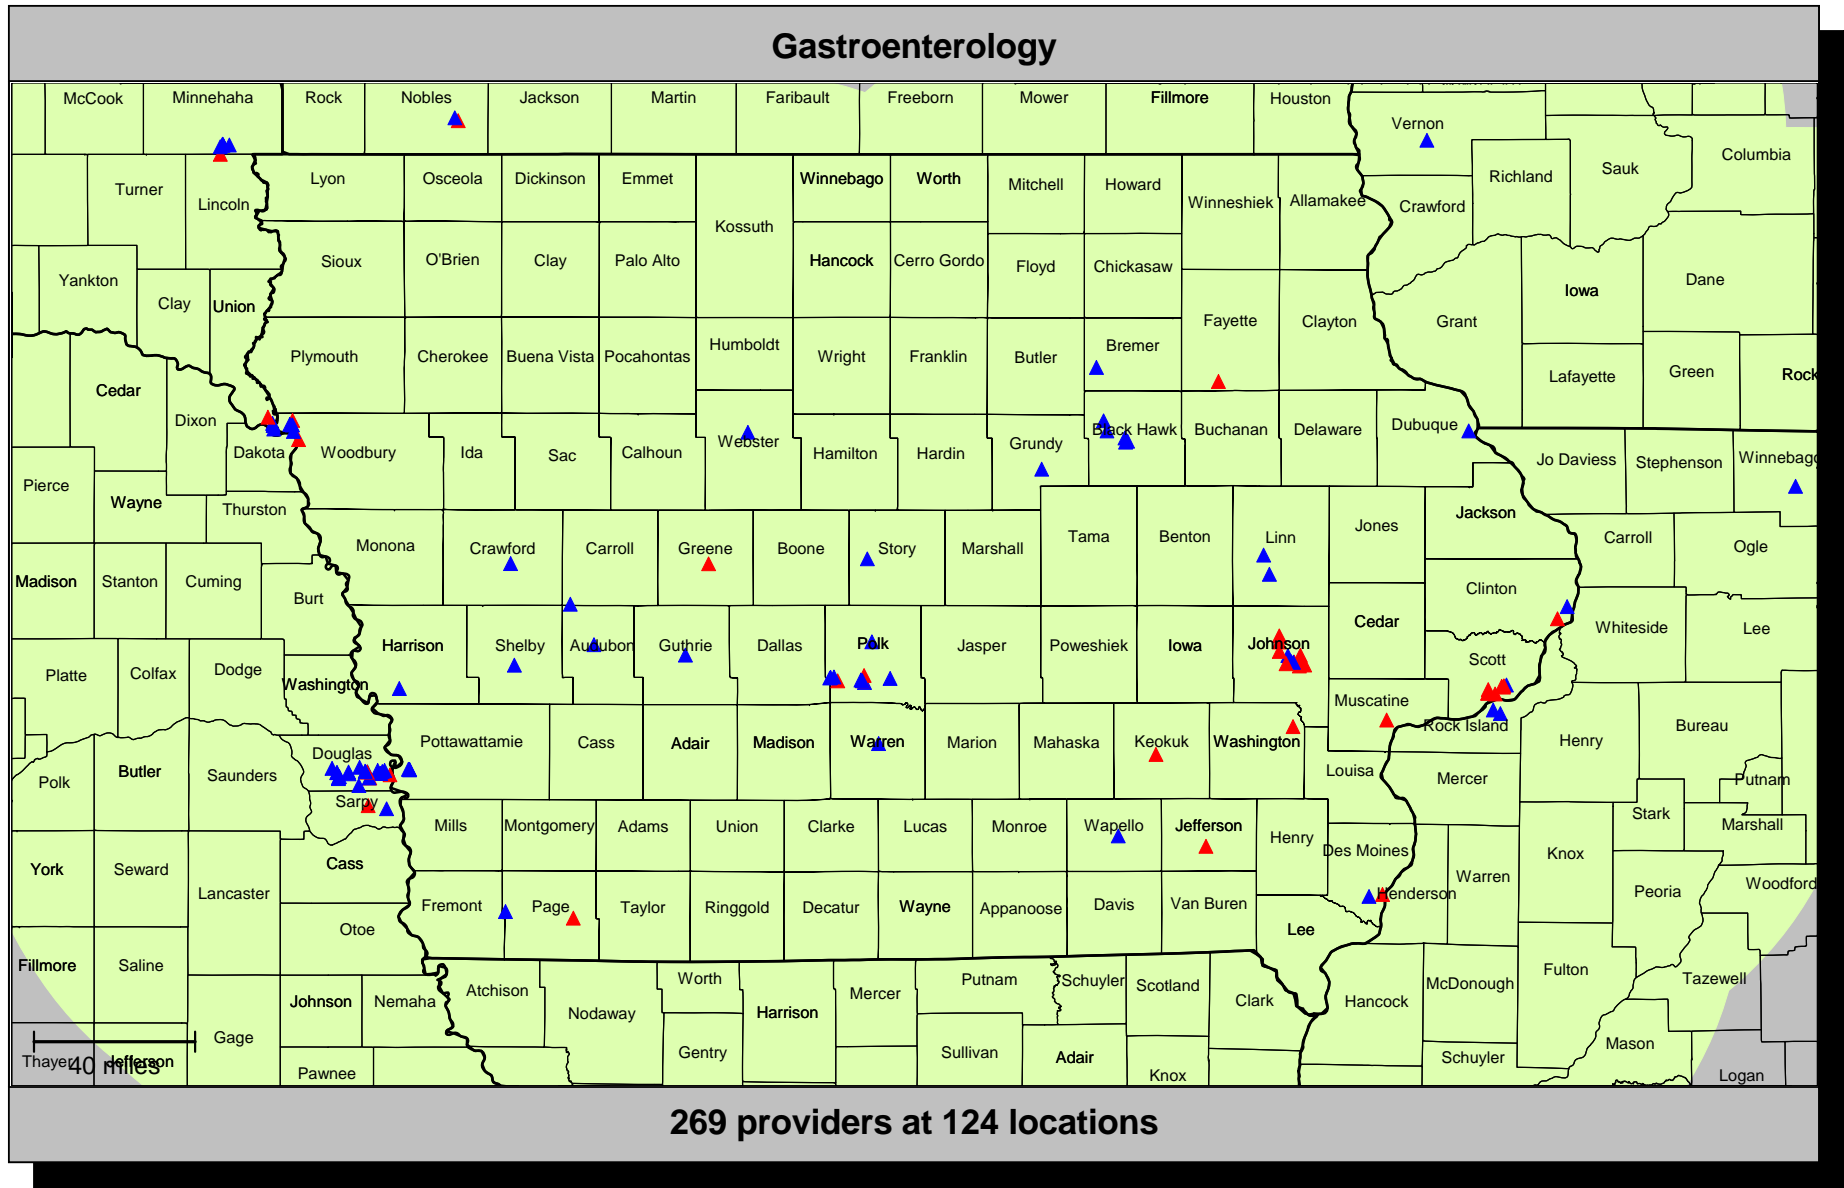 Gastroenterology
McCook Minnehaha Rock Nobles Jackson Martin Faribault Freeborn Mower Fillmore Houston
Vernon
Columbia
Turner Lyon Osceola Dickinson Emmet Winnebago Worth Mitchell Howard Richland Sauk
Lincoln Winneshiek Allamakee Crawford
Kossuth
Yankton Sioux O'Brien Clay Palo Alto Hancock Cerro Gordo Floyd Chickasaw Dane
Clay Union Iowa
Fayette Clayton Grant
Plymouth Cherokee Buena Vista Pocahontas Humboldt Wright Franklin Butler Bremer
Cedar Lafayette Green Rock
Dixon Webster Grundy Black Hawk Buchanan Delaware Dubuque
Dakota Woodbury Ida Sac Calhoun Hamilton Hardin Jo Daviess Stephenson Winnebago
Pierce
Wayne Thurston Jackson
Monona Crawford Carroll Greene Boone Story Marshall Tama Benton Linn Jones Carroll Ogle
Madison Stanton Cuming Burt Clinton
Harrison Shelby Audubon Guthrie Dallas Polk Jasper Poweshiek Iowa Johnson Cedar Whiteside Lee
Platte Colfax Dodge Scott
Washington Muscatine
Rock Island Bureau
Pottawattamie Cass Adair Madison Warren Marion Mahaska Keokuk Washington Henry
Douglas
Polk Butler Saunders Louisa Mercer Putnam
Sarpy
Mills Montgomery Adams Union Clarke Lucas Monroe Wapello Jefferson Henry Stark Marshall
York Seward Cass Des Moines Knox
Lancaster Warren Peoria Woodford
Fremont Page Taylor Ringgold Decatur Wayne Appanoose Davis Van Buren Henderson
Otoe Lee
Fillmore Saline Fulton
Johnson Nemaha Atchison Worth Mercer Putnam Schuyler Scotland Clark Hancock McDonough Tazewell
Nodaway Harrison
Gage Gentry Sullivan Adair Mason
Thayer Jefferson Schuyler
40 miles
Pawnee Knox Logan
269 providers at 124 locations